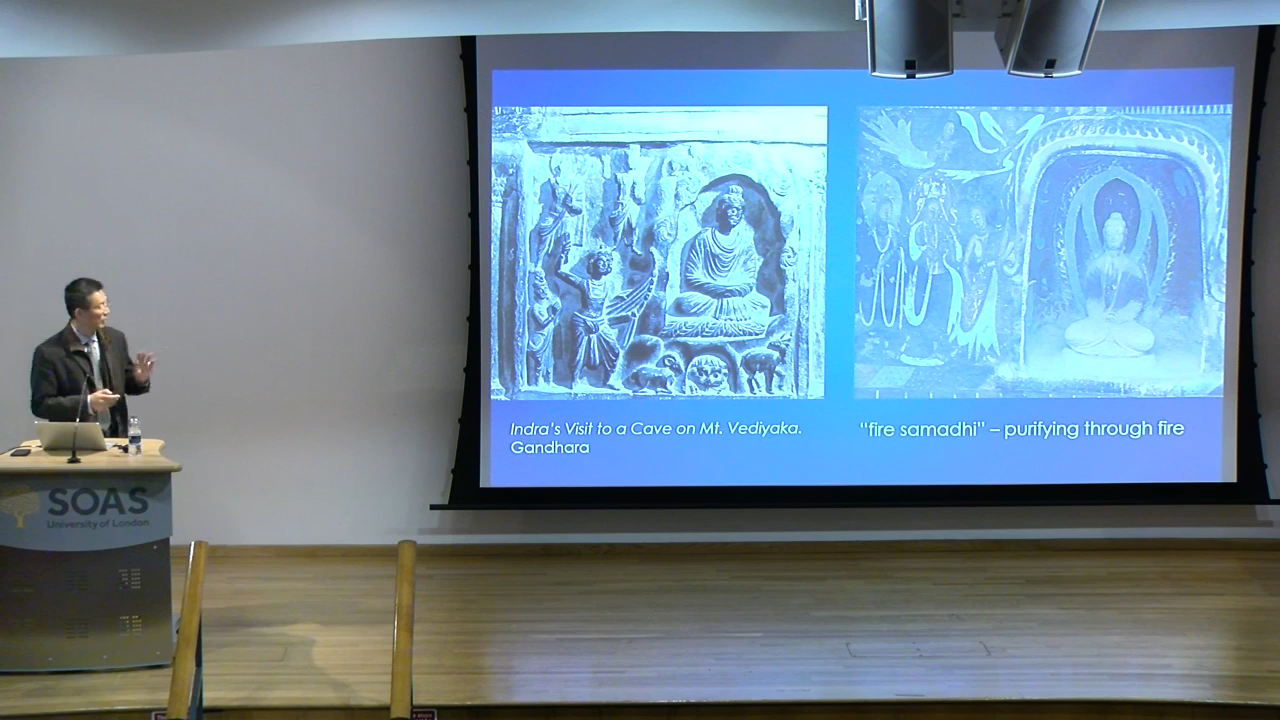 Indra's Visit to a Cave on Mt. Vediyaka.
Gandhara
"fire samadhi" – purifying through fire
SOAS
University of London